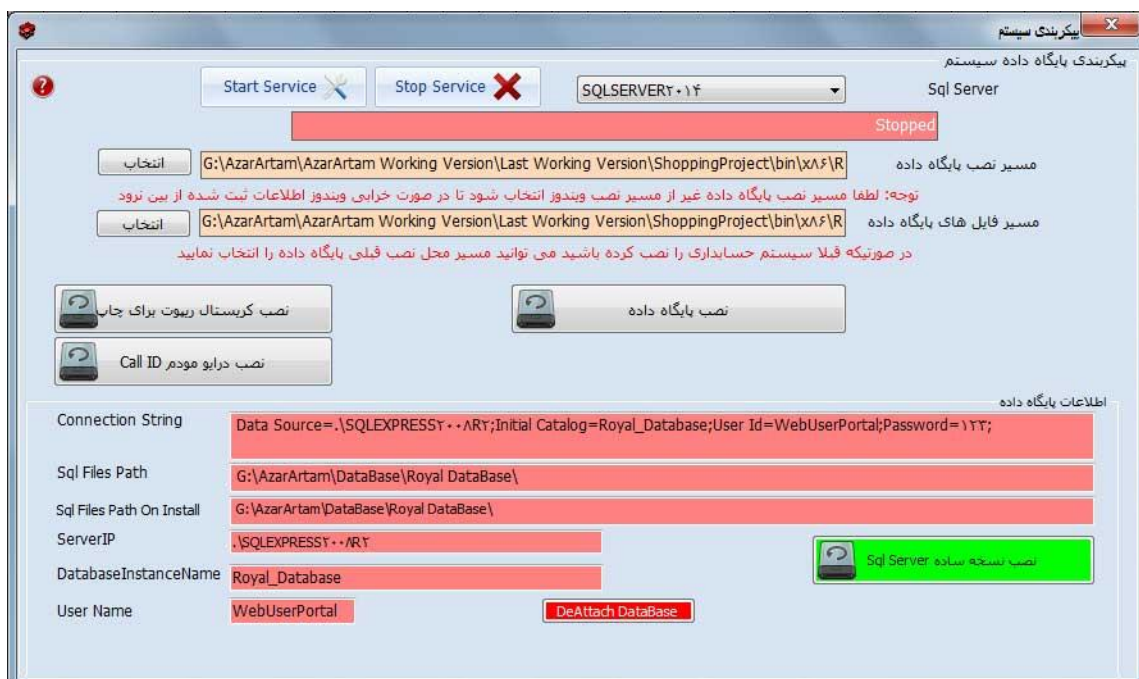 پیکربندی سیستم
پیکربندی پایگاه داده سیستم
Sql Server
SQLSERVER۲۰۱۴
Stop Service
Start Service
Stopped
مسیر نصب پایگاه داده
G:\AzarArtam\AzarArtam Working Version\Last Working Version\ShoppingProject\bin\x۸۶\R
انتخاب
توجه: لطفا مسیر نصب پایگاه داده غیر از مسیر نصب ویندوز انتخاب شود تا در صورت خرابی ویندوز اطلاعات ثبت شده از بین نرود
مسیر فایل های پایگاه داده
G:\AzarArtam\AzarArtam Working Version\Last Working Version\ShoppingProject\bin\x۸۶\R
انتخاب
در صورتیکه قبلا سیستم حسابداری را نصب کرده باشید می توانید مسیر محل نصب قبلی پایگاه داده را انتخاب نمایید
نصب پایگاه داده
نصب کریستال ریپوت برای چاپ
نصب درایو مودم Call ID
اطلاعات پایگاه داده
Connection String
Data Source=.\SQLEXPRESS۲۰۰۸R۲;Initial Catalog=Royal_Database;User Id=WebUserPortal;Password=۱۲۳;
Sql Files Path
G:\AzarArtam\DataBase\Royal DataBase\
Sql Files Path On Install
G:\AzarArtam\DataBase\Royal DataBase\
ServerIP
.\SQLEXPRESS۲۰۰۸R۲
نصب نسخه ساده Sql Server
DatabaseInstanceName
Royal_Database
User Name
WebUserPortal
DeAttach DataBase